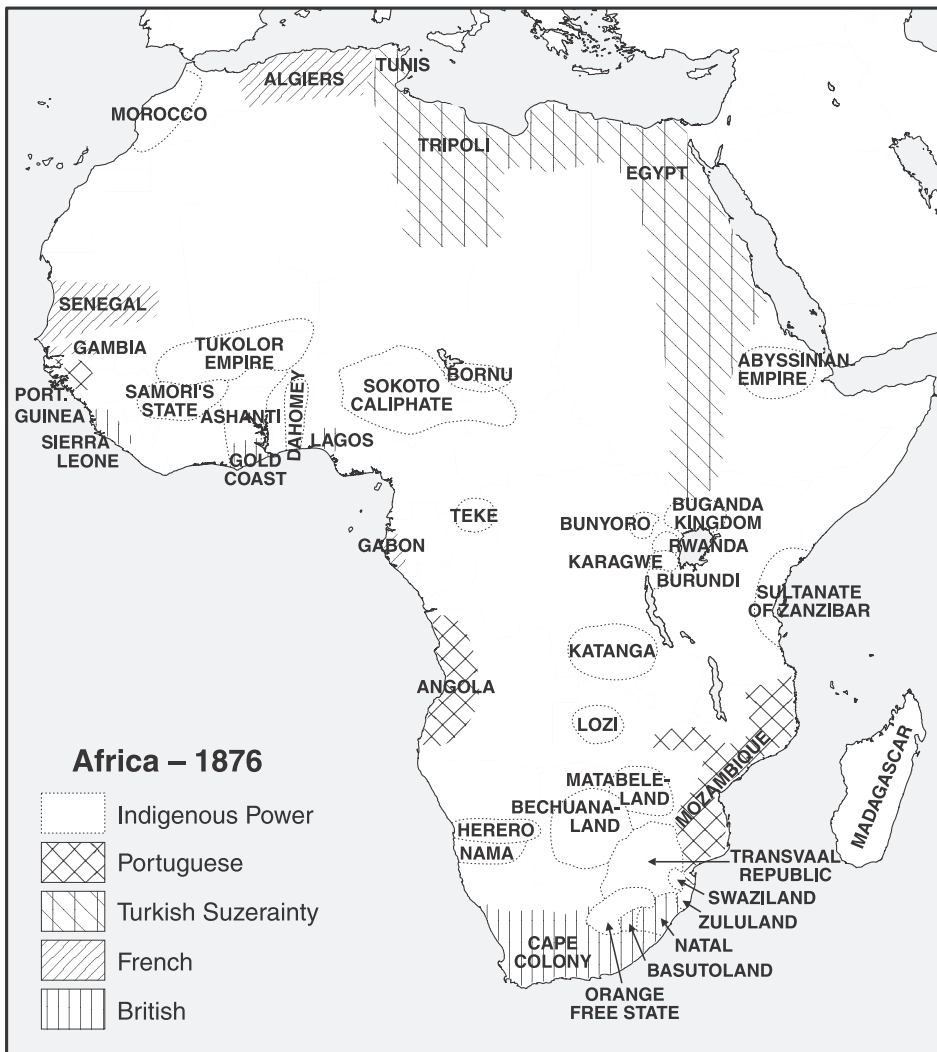 TUNIS
ALGIERS
MOROCCO
TRIPOLI
EGYPT
SENEGAL
GAMBIA
TUKOLOR
EMPIRE
ABYSSINIAN
EMPIRE
BORNU
SOKOTO
CALIPHATE
PORT.
GUINEA
SAMORI'S
STATE
ASHANTI
DAHOMEY
SIERRA
LEONE
GOLD
COAST
LAGOS
TEKE
BUNYORO
BUGANDA
KINGDOM
GABON
RWANDA
KARAGWE
BURUNDI
SULTANATE
OF ZANZIBAR
KATANGA
ANGOLA
LOZI
MOZAMBIQUE
MADAGASCAR
MATABELE-
LAND
BECHUANA-
LAND
HERERO
NAMA
TRANSVAAL
REPUBLIC
SWAZILAND
ZULULAND
NATAL
BASUTOLAND
CAPE
COLONY
ORANGE
FREE STATE
Africa – 1876
Indigenous Power
Portuguese
Turkish Suzerainty
French
British